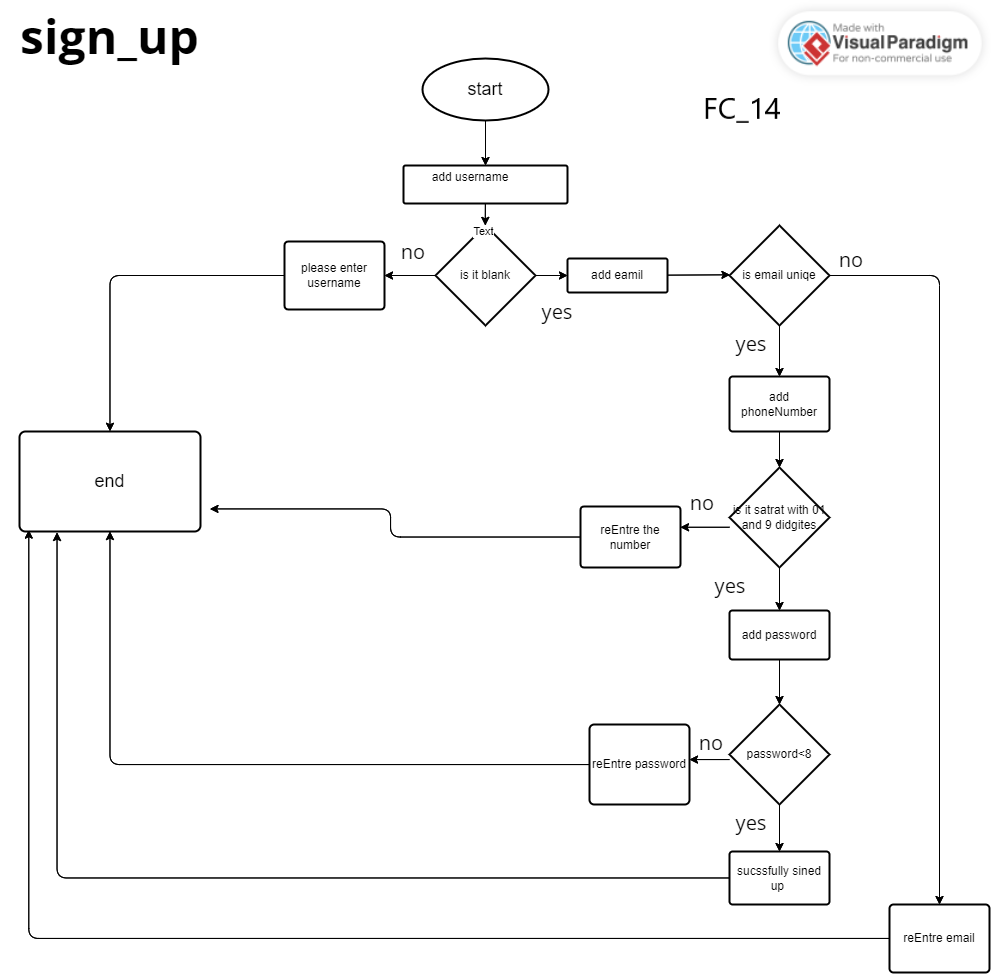 sign_up
Made with
VisualParadigm
For non-commercial use
start
FC_14
add username
Text
no
please enter
username
is it blank
add eamil
is email uniqe
no
yes
yes
add
phoneNumber
end
no
is it satrat with 01
and 9 didgites
reEntre the
number
yes
add password
no
reEntre password
password<8
yes
sucssfully sined
up
reEntre email